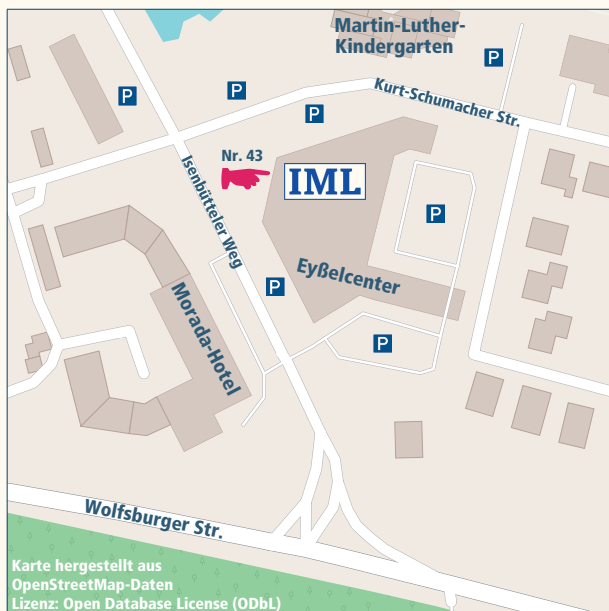 Martin-Luther-
Kindergarten
P
P
P
P
Kurt-Schumacher Str.
Nr. 43
IML
Isenbütteler Weg
P
Eyßelcenter
P
Morada-Hotel
P
Wolfsburger Str.
Karte hergestellt aus
OpenStreetMap-Daten
Lizenz: Open Database License (ODbL)